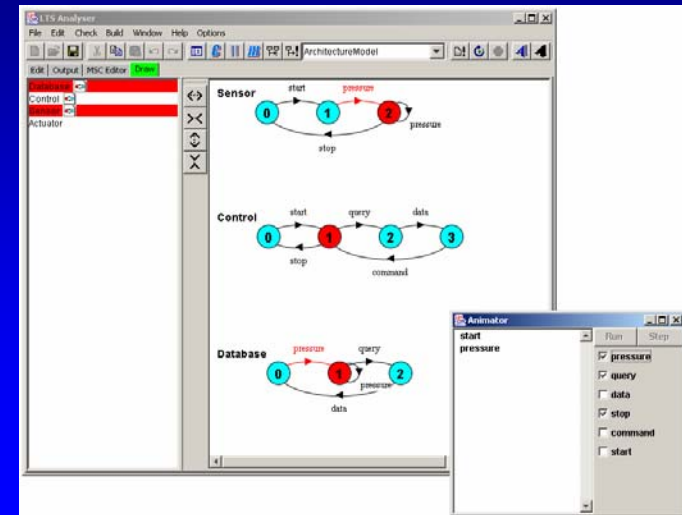 LTS Analyser
File Edit Check Build Window Help Options
ArchitectureModel
Edit Output MSC Editor Draw
Database
Control
Sensor
Actuator
Sensor
start
pressure
0
1
2
pressure
stop
Control
start
query
data
0
1
2
3
stop
command
Database
pressure
query
0
1
2
pressure
data
Animator
start
pressure
Run Step
pressure
query
data
stop
command
start